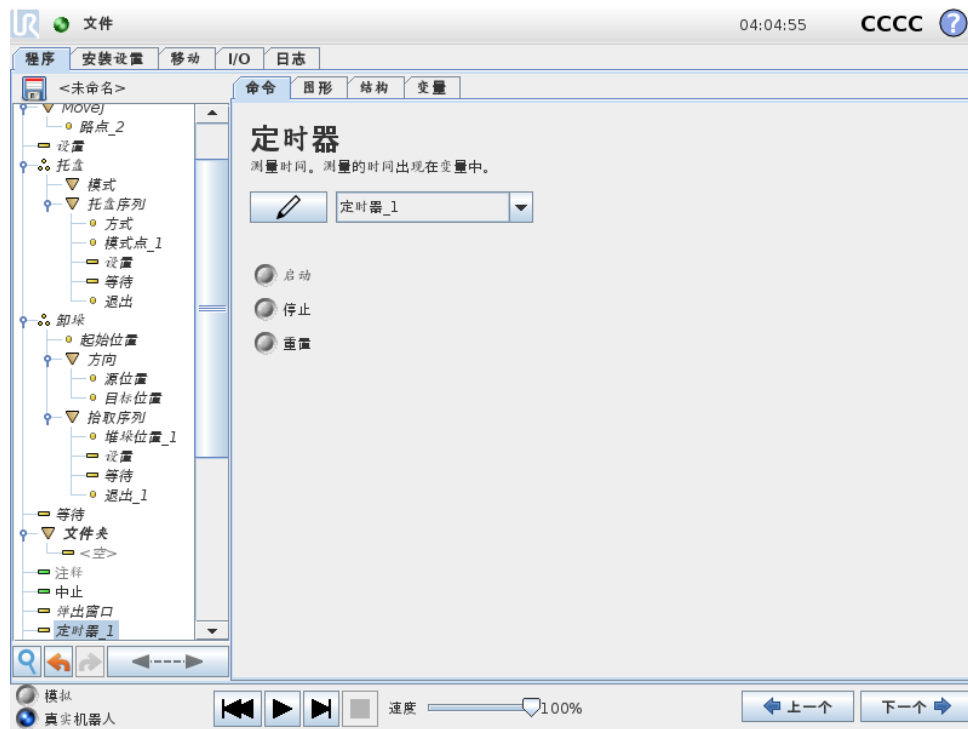 UR 文件 04:04:55 CCCC ?
程序 安装设置 移动 I/O 日志
<未命名> 命令 图形 结构 变量
MoveJ
路点_2
设置
托盘
模式
托盘序列
方式
模式点_1
设置
等待
退出
卸垛
起始位置
方向
源位置
目标位置
拾取序列
堆垛位置_1
设置
等待
退出_1
等待
文件夹
<空>
注释
中止
弹出窗口
定时器_1
定时器
测量时间。测量的时间出现在变量中。
定时器_1
启动
停止
重置
模拟
真实机器人
速度 100% 上一个 下一个